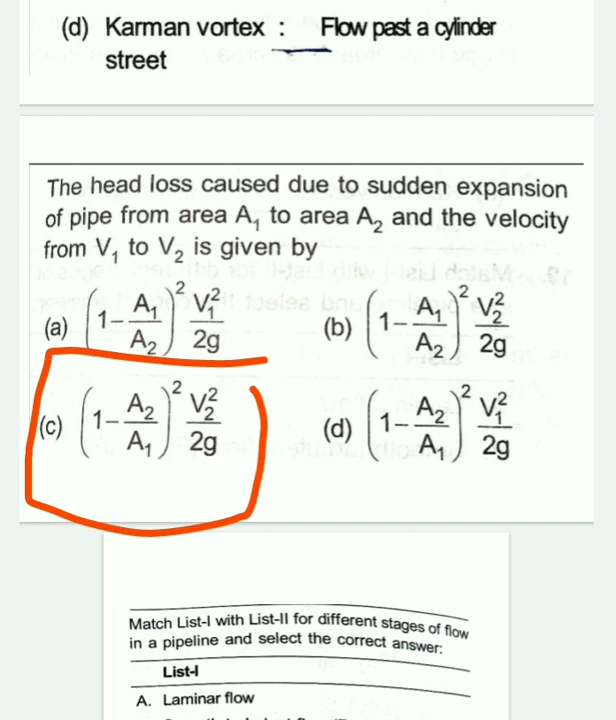 (d) Karman vortex : Flow past a cylinder
street
The head loss caused due to sudden expansion
of pipe from area A₁ to area A₂ and the velocity
from V₁ to V₂ is given by
(a) (1-A₁/A₂)² V₁²/2g (b) (1-A₁/A₂)² V₂²/2g
(c) (1-A₂/A₁)² V₂²/2g (d) (1-A₂/A₁)² V₁²/2g
Match List-I with List-II for different stages of flow
in a pipeline and select the correct answer:
List-I
A. Laminar flow